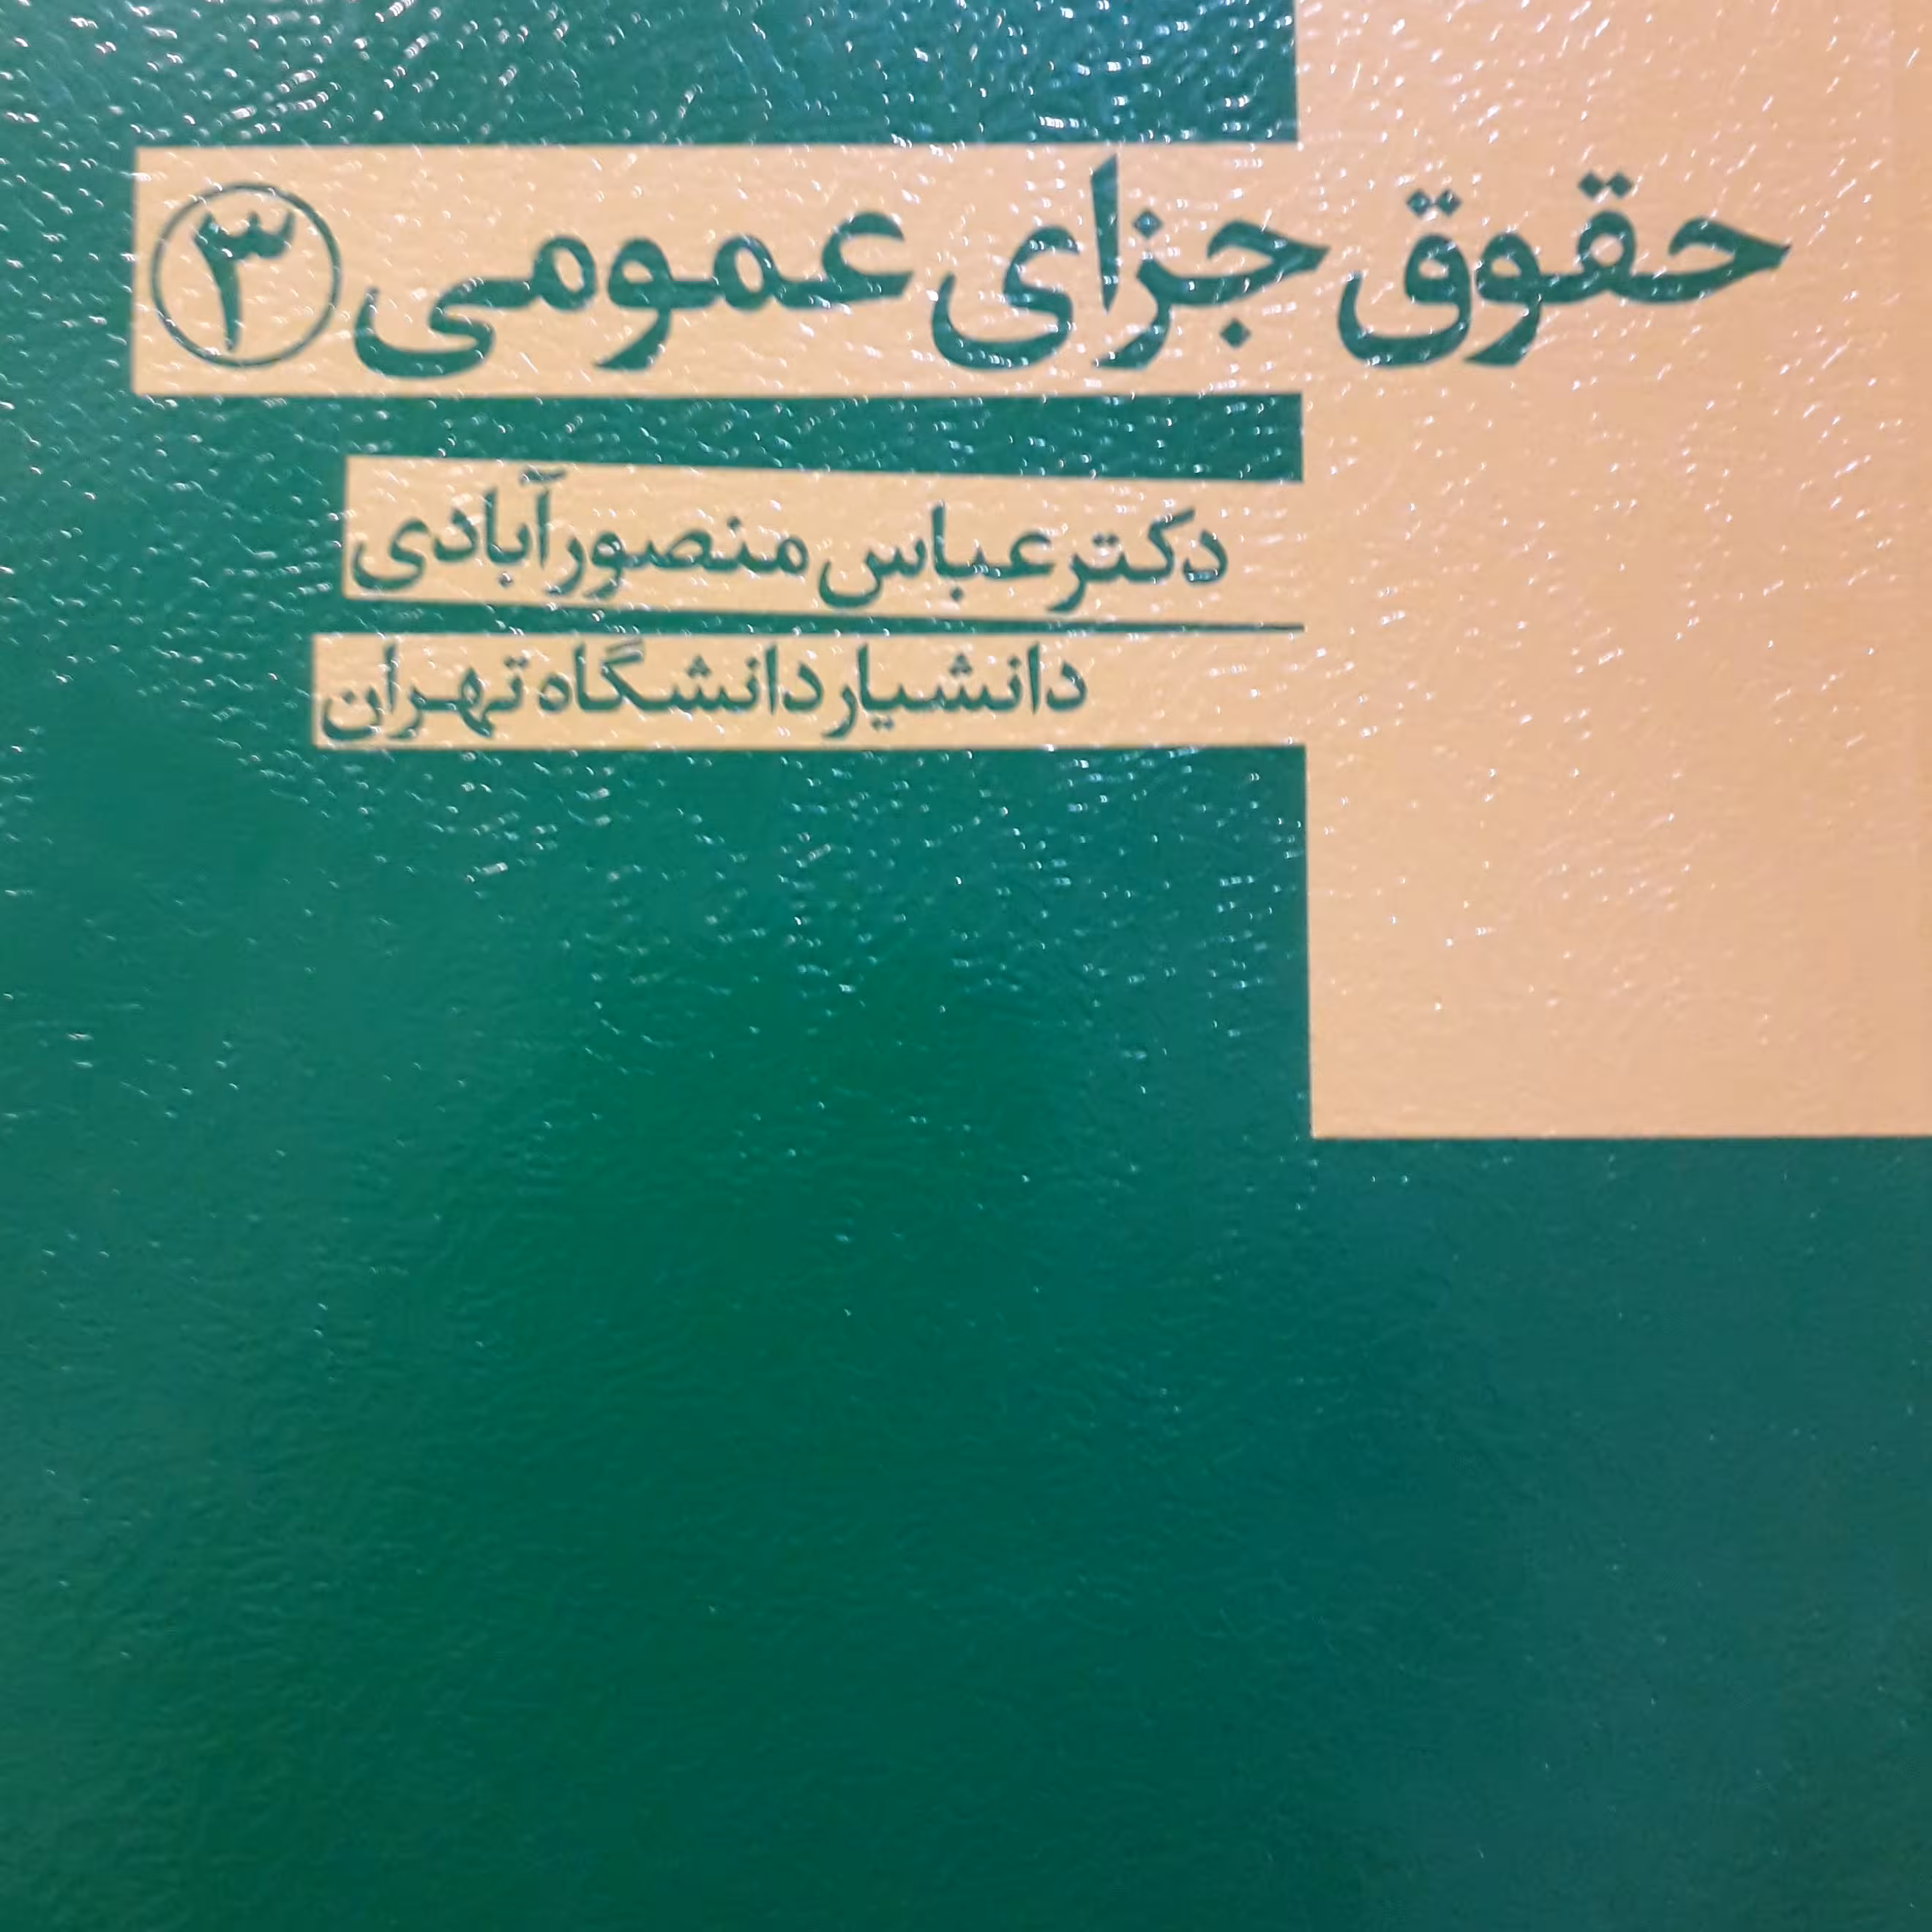 حقوق جزای عمومی ۳
دکتر عباس منصورآبادی
دانشیار دانشگاه تهران